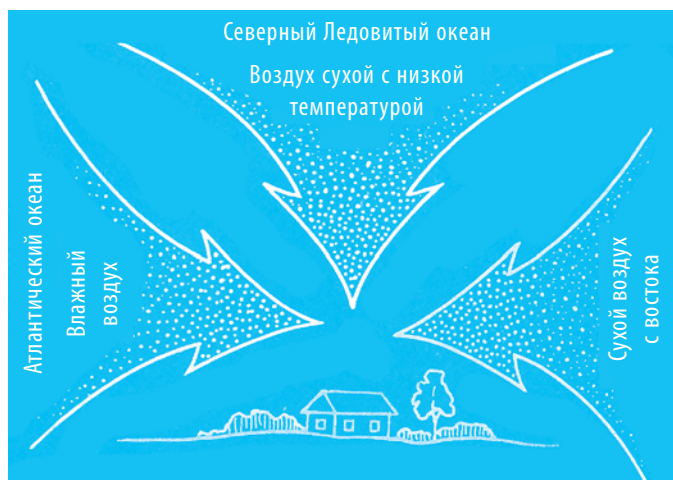 Северный Ледовитый океан
Воздух сухой с низкой
температурой
Атлантический океан
Влажный
воздух
Сухой воздух
с востока